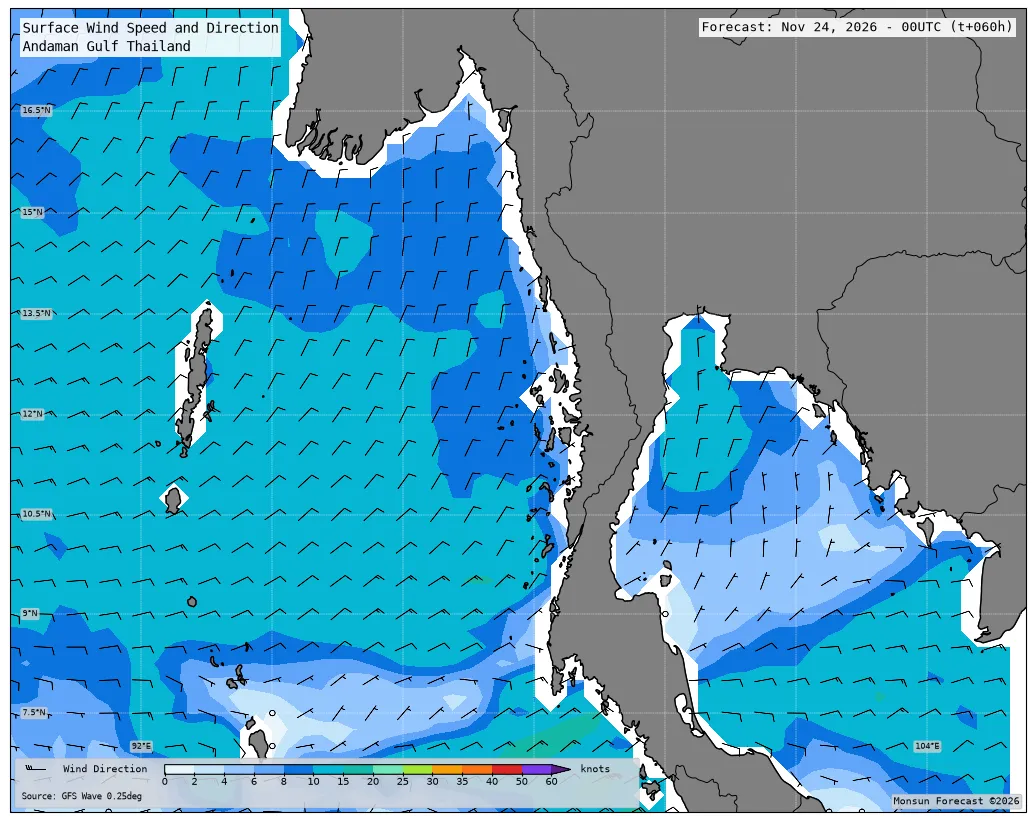 Surface Wind Speed and Direction
Andaman Gulf Thailand
Forecast: Nov 24, 2026 - 00UTC (t+060h)
16.5°N
15°N
13.5°N
12°N
10.5°N
9°N
7.5°N
92°E
104°E
Wind Direction
0 2 4 6 8 10 15 20 25 30 35 40 50 60
knots
Source: GFS Wave 0.25deg
Monsun Forecast ©2026